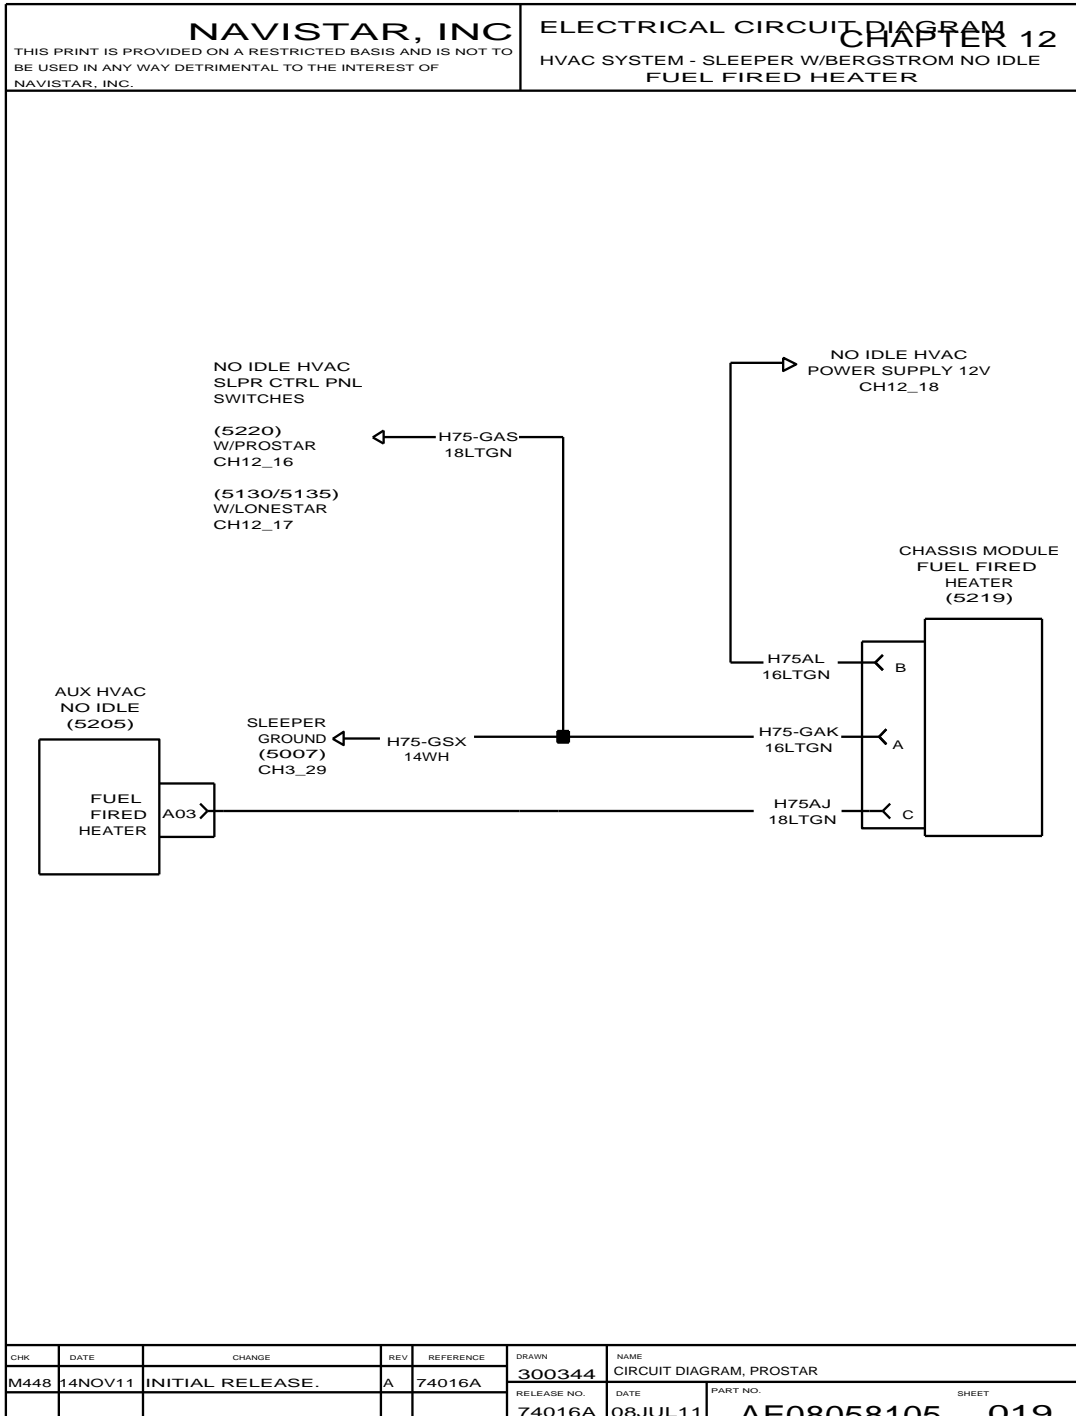 NAVISTAR, INC
THIS PRINT IS PROVIDED ON A RESTRICTED BASIS AND IS NOT TO
BE USED IN ANY WAY DETRIMENTAL TO THE INTEREST OF
NAVISTAR, INC.
ELECTRICAL CIRCUIT DIAGRAM
CHAPTER 12
HVAC SYSTEM - SLEEPER W/BERGSTROM NO IDLE
FUEL FIRED HEATER
NO IDLE HVAC
SLPR CTRL PNL
SWITCHES
(5220)
W/PROSTAR
CH12_16
(5130/5135)
W/LONESTAR
CH12_17
H75-GAS
18LTGN
NO IDLE HVAC
POWER SUPPLY 12V
CH12_18
CHASSIS MODULE
FUEL FIRED
HEATER
(5219)
H75AL
16LTGN
B
AUX HVAC
NO IDLE
(5205)
SLEEPER
GROUND
(5007)
CH3_29
H75-GSX
14WH
H75-GAK
16LTGN
A
FUEL
FIRED
HEATER
A03
H75AJ
18LTGN
C
CHK DATE CHANGE REV REFERENCE
M448 14NOV11 INITIAL RELEASE. A 74016A
DRAWN
300344
NAME
CIRCUIT DIAGRAM, PROSTAR
RELEASE NO.
74016A
DATE
08JUL11
PART NO.
AE08058105
SHEET
019